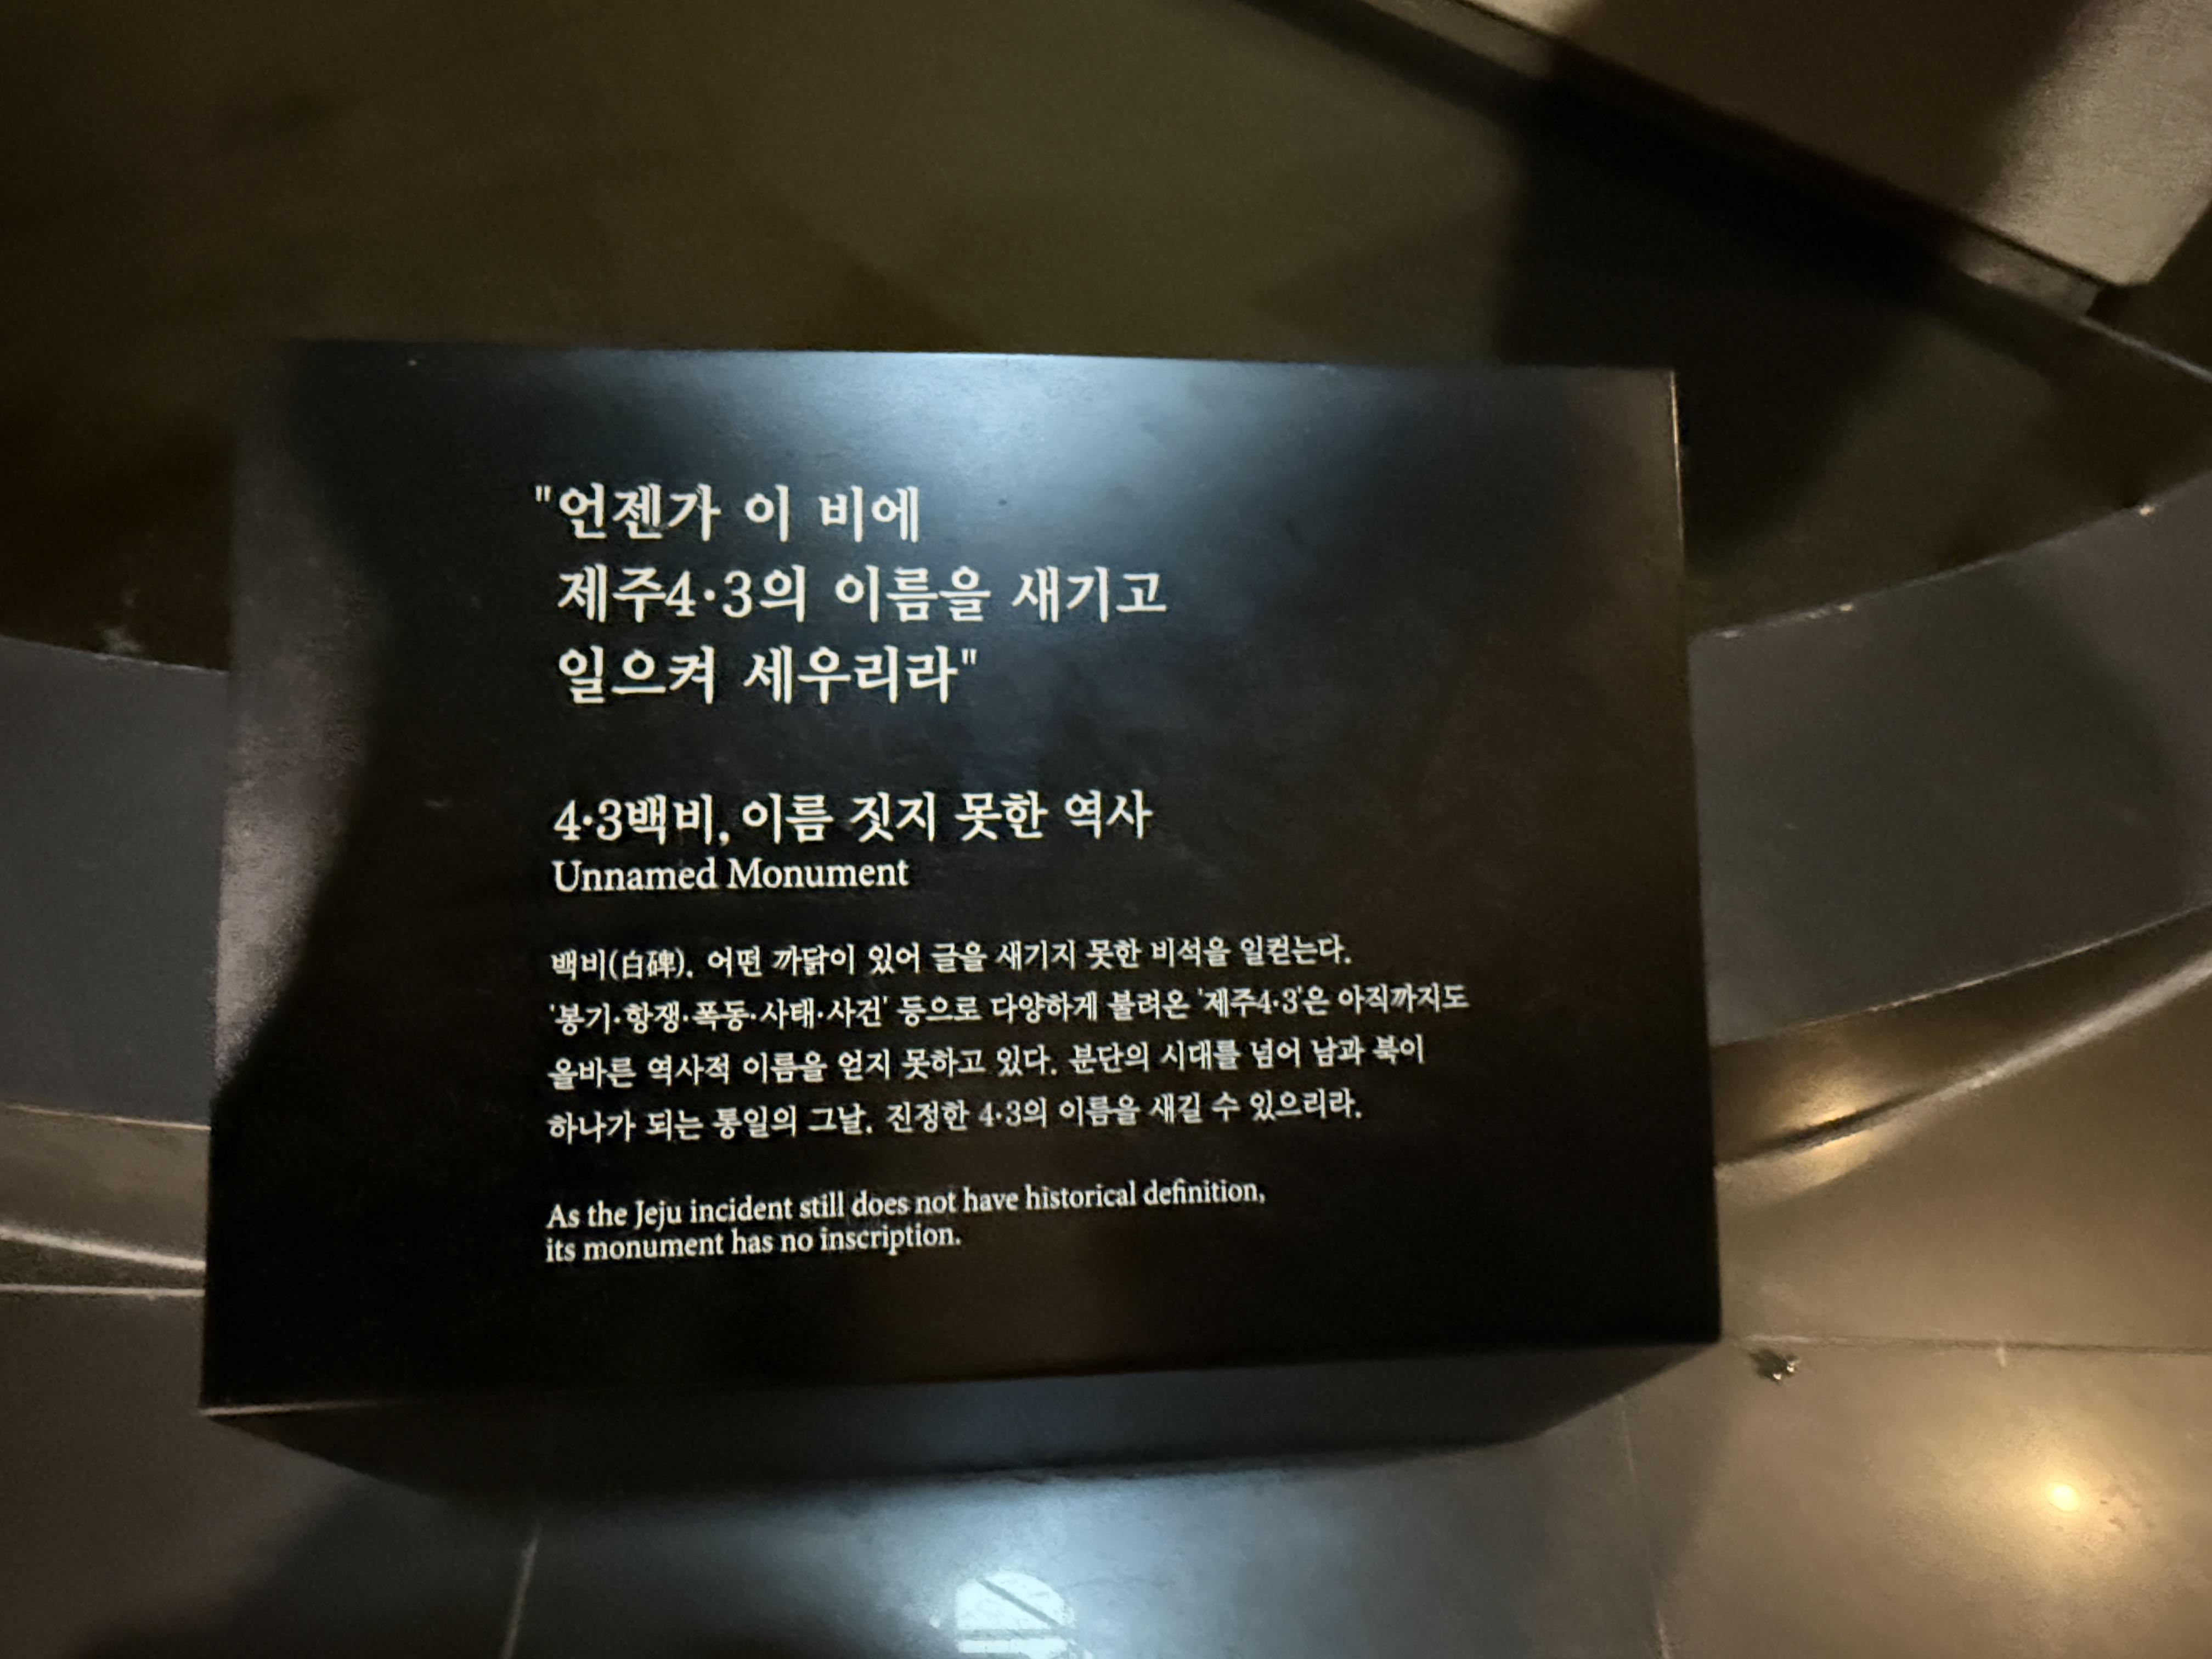 "언젠가 이 비에
제주4·3의 이름을 새기고
일으켜 세우리라"
4·3백비, 이름 짓지 못한 역사
Unnamed Monument
백비(白碑). 어떤 까닭이 있어 글을 새기지 못한 비석을 일컫는다.
'봉기·항쟁·폭동·사태·사건' 등으로 다양하게 불려온 '제주4·3'은 아직까지도
올바른 역사적 이름을 얻지 못하고 있다. 분단의 시대를 넘어 남과 북이
하나가 되는 통일의 그날, 진정한 4·3의 이름을 새길 수 있으리라.
As the Jeju incident still does not have historical definition,
its monument has no inscription.